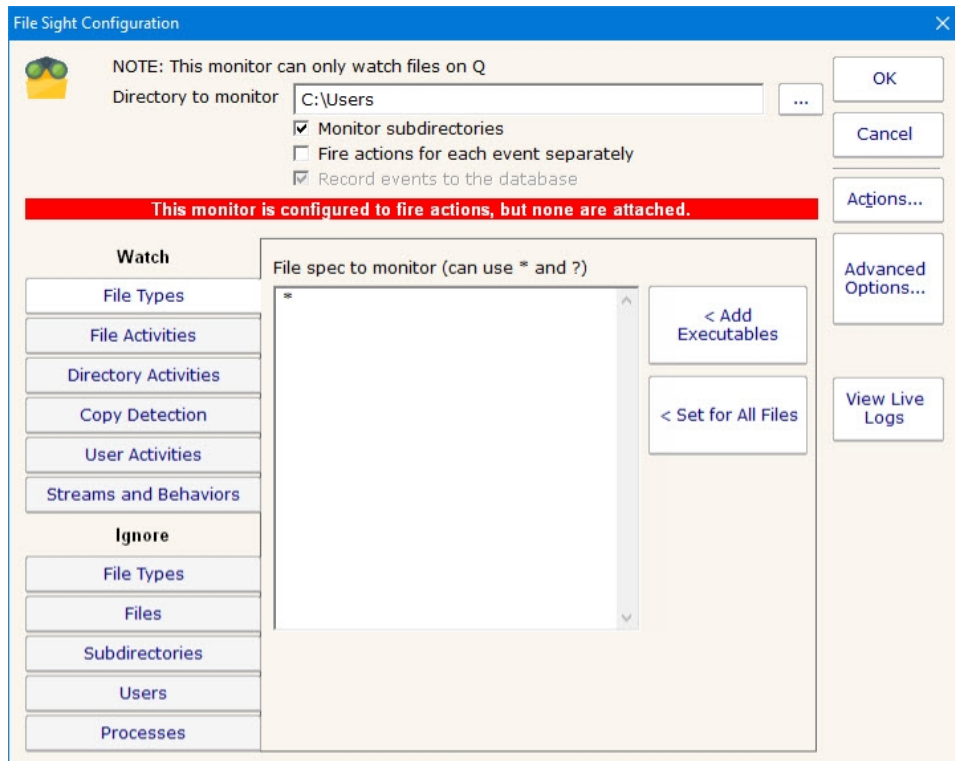 File Sight Configuration
NOTE: This monitor can only watch files on Q
Directory to monitor C:\Users ...
Monitor subdirectories
Fire actions for each event separately
Record events to the database
This monitor is configured to fire actions, but none are attached.
OK
Cancel
Actions...
Advanced
Options...
View Live
Logs
Watch
File Types
File Activities
Directory Activities
Copy Detection
User Activities
Streams and Behaviors
Ignore
File Types
Files
Subdirectories
Users
Processes
File spec to monitor (can use * and ?)
*
< Add
Executables
< Set for All Files